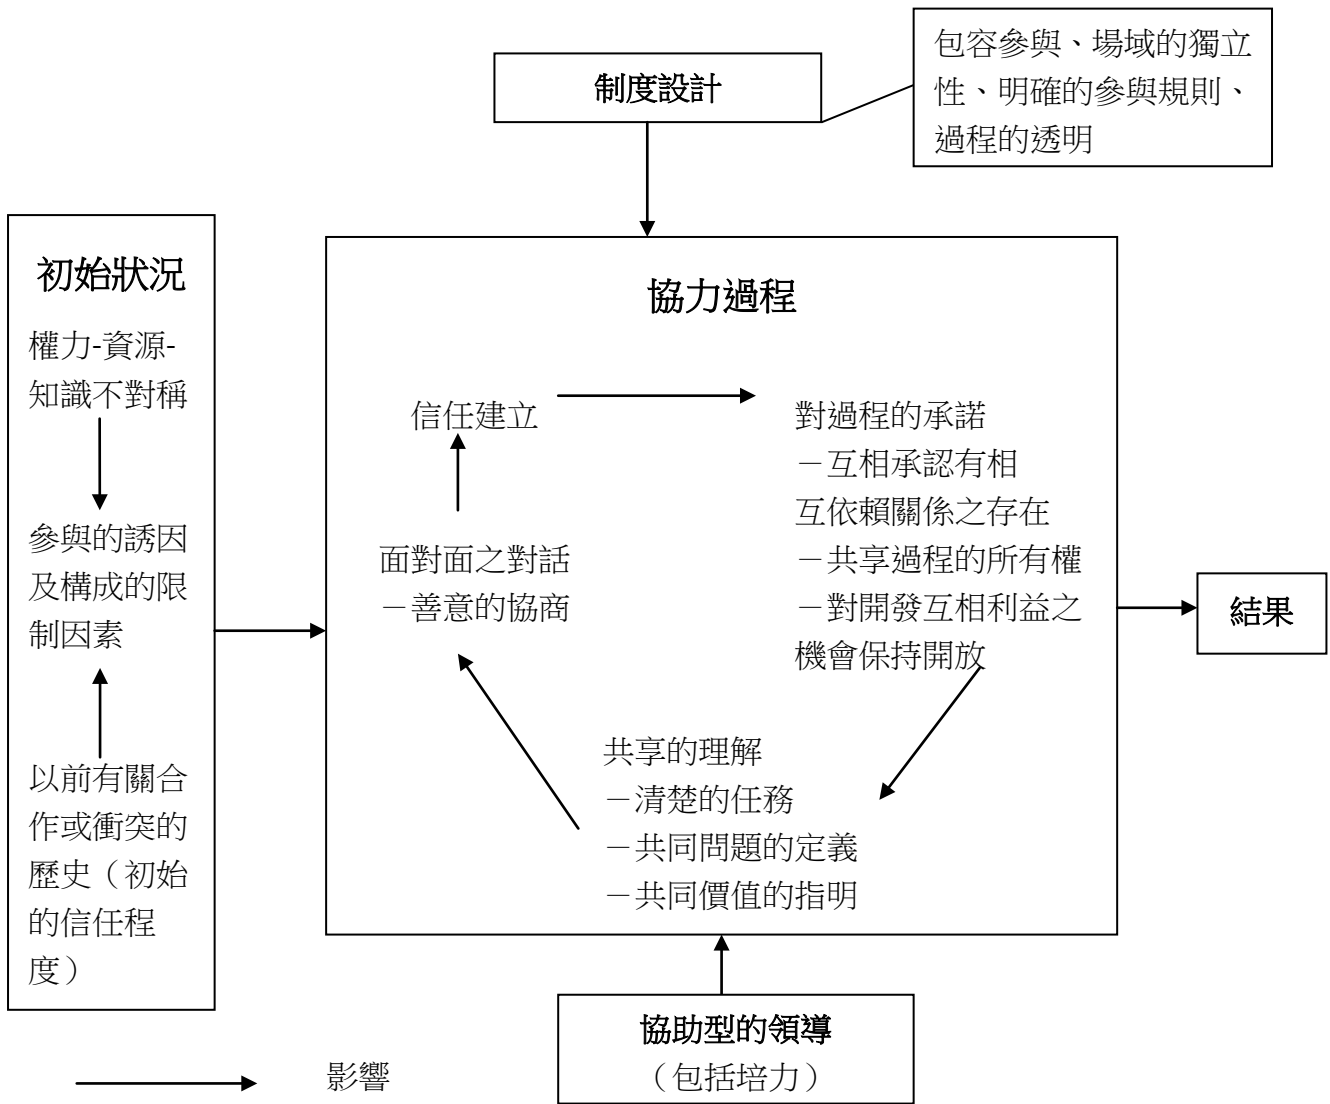 制度設計
包容參與、場域的獨立
性、明確的參與規則、
過程的透明
初始狀況
權力-資源-
知識不對稱
參與的誘因
及構成的限
制因素
以前有關合
作或衝突的
歷史（初始
的信任程
度）
協力過程
信任建立
對過程的承諾
－互相承認有相
互依賴關係之存在
－共享過程的所有權
－對開發互相利益之
機會保持開放
面對面之對話
－善意的協商
共享的理解
－清楚的任務
－共同問題的定義
－共同價值的指明
結果
協助型的領導
（包括培力）
影響